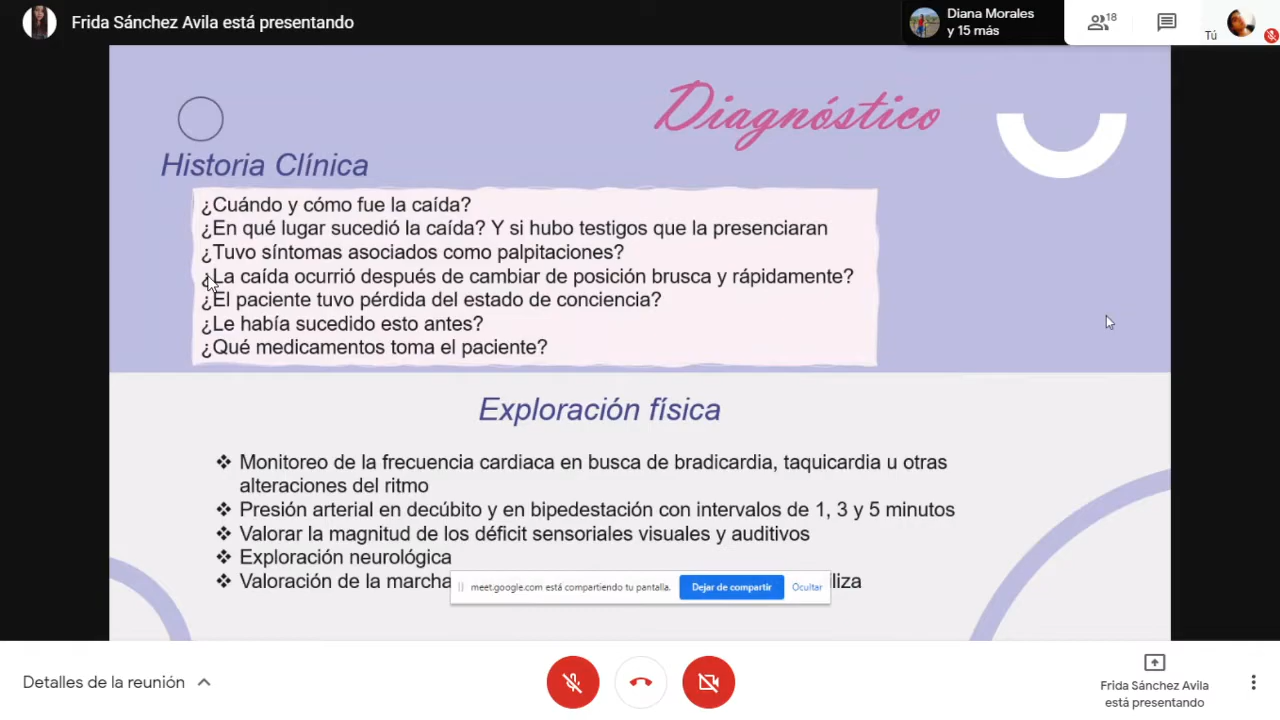 Frida Sánchez Avila está presentando
Diana Morales
y 15 más
18
Tú
Diagnóstico
Historia Clínica
¿Cuándo y cómo fue la caída?
¿En qué lugar sucedió la caída? Y si hubo testigos que la presenciaran
¿Tuvo síntomas asociados como palpitaciones?
¿La caída ocurrió después de cambiar de posición brusca y rápidamente?
¿El paciente tuvo pérdida del estado de conciencia?
¿Le había sucedido esto antes?
¿Qué medicamentos toma el paciente?
Exploración física
❖ Monitoreo de la frecuencia cardiaca en busca de bradicardia, taquicardia u otras
alteraciones del ritmo
❖ Presión arterial en decúbito y en bipedestación con intervalos de 1, 3 y 5 minutos
❖ Valorar la magnitud de los déficit sensoriales visuales y auditivos
❖ Exploración neurológica
❖ Valoración de la marcha
meet.google.com está compartiendo tu pantalla. Dejar de compartir Ocultar
Detalles de la reunión
Frida Sánchez Avila
está presentando